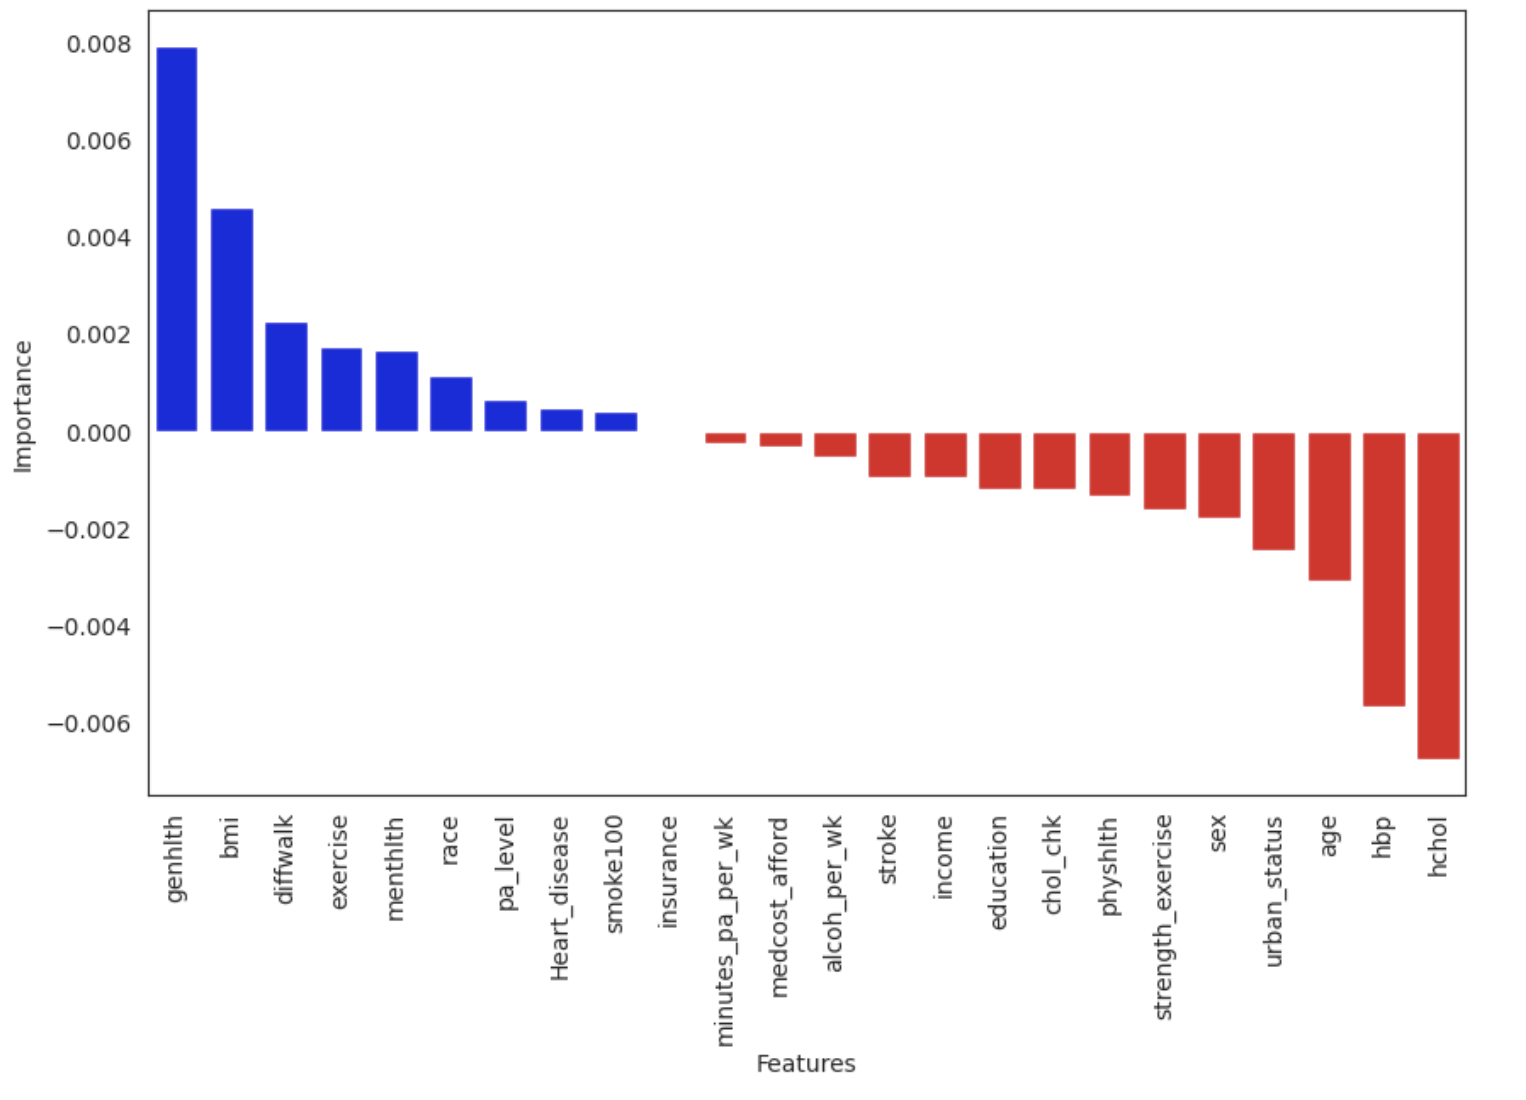 0.008
0.006
0.004
0.002
0.000
−0.002
−0.004
−0.006
Importance
genhlth
bmi
diffwalk
exercise
menthlth
race
pa_level
Heart_disease
smoke100
insurance
minutes_pa_per_wk
medcost_afford
alcoh_per_wk
stroke
income
education
chol_chk
physhlth
strength_exercise
sex
urban_status
age
hbp
hchol
Features